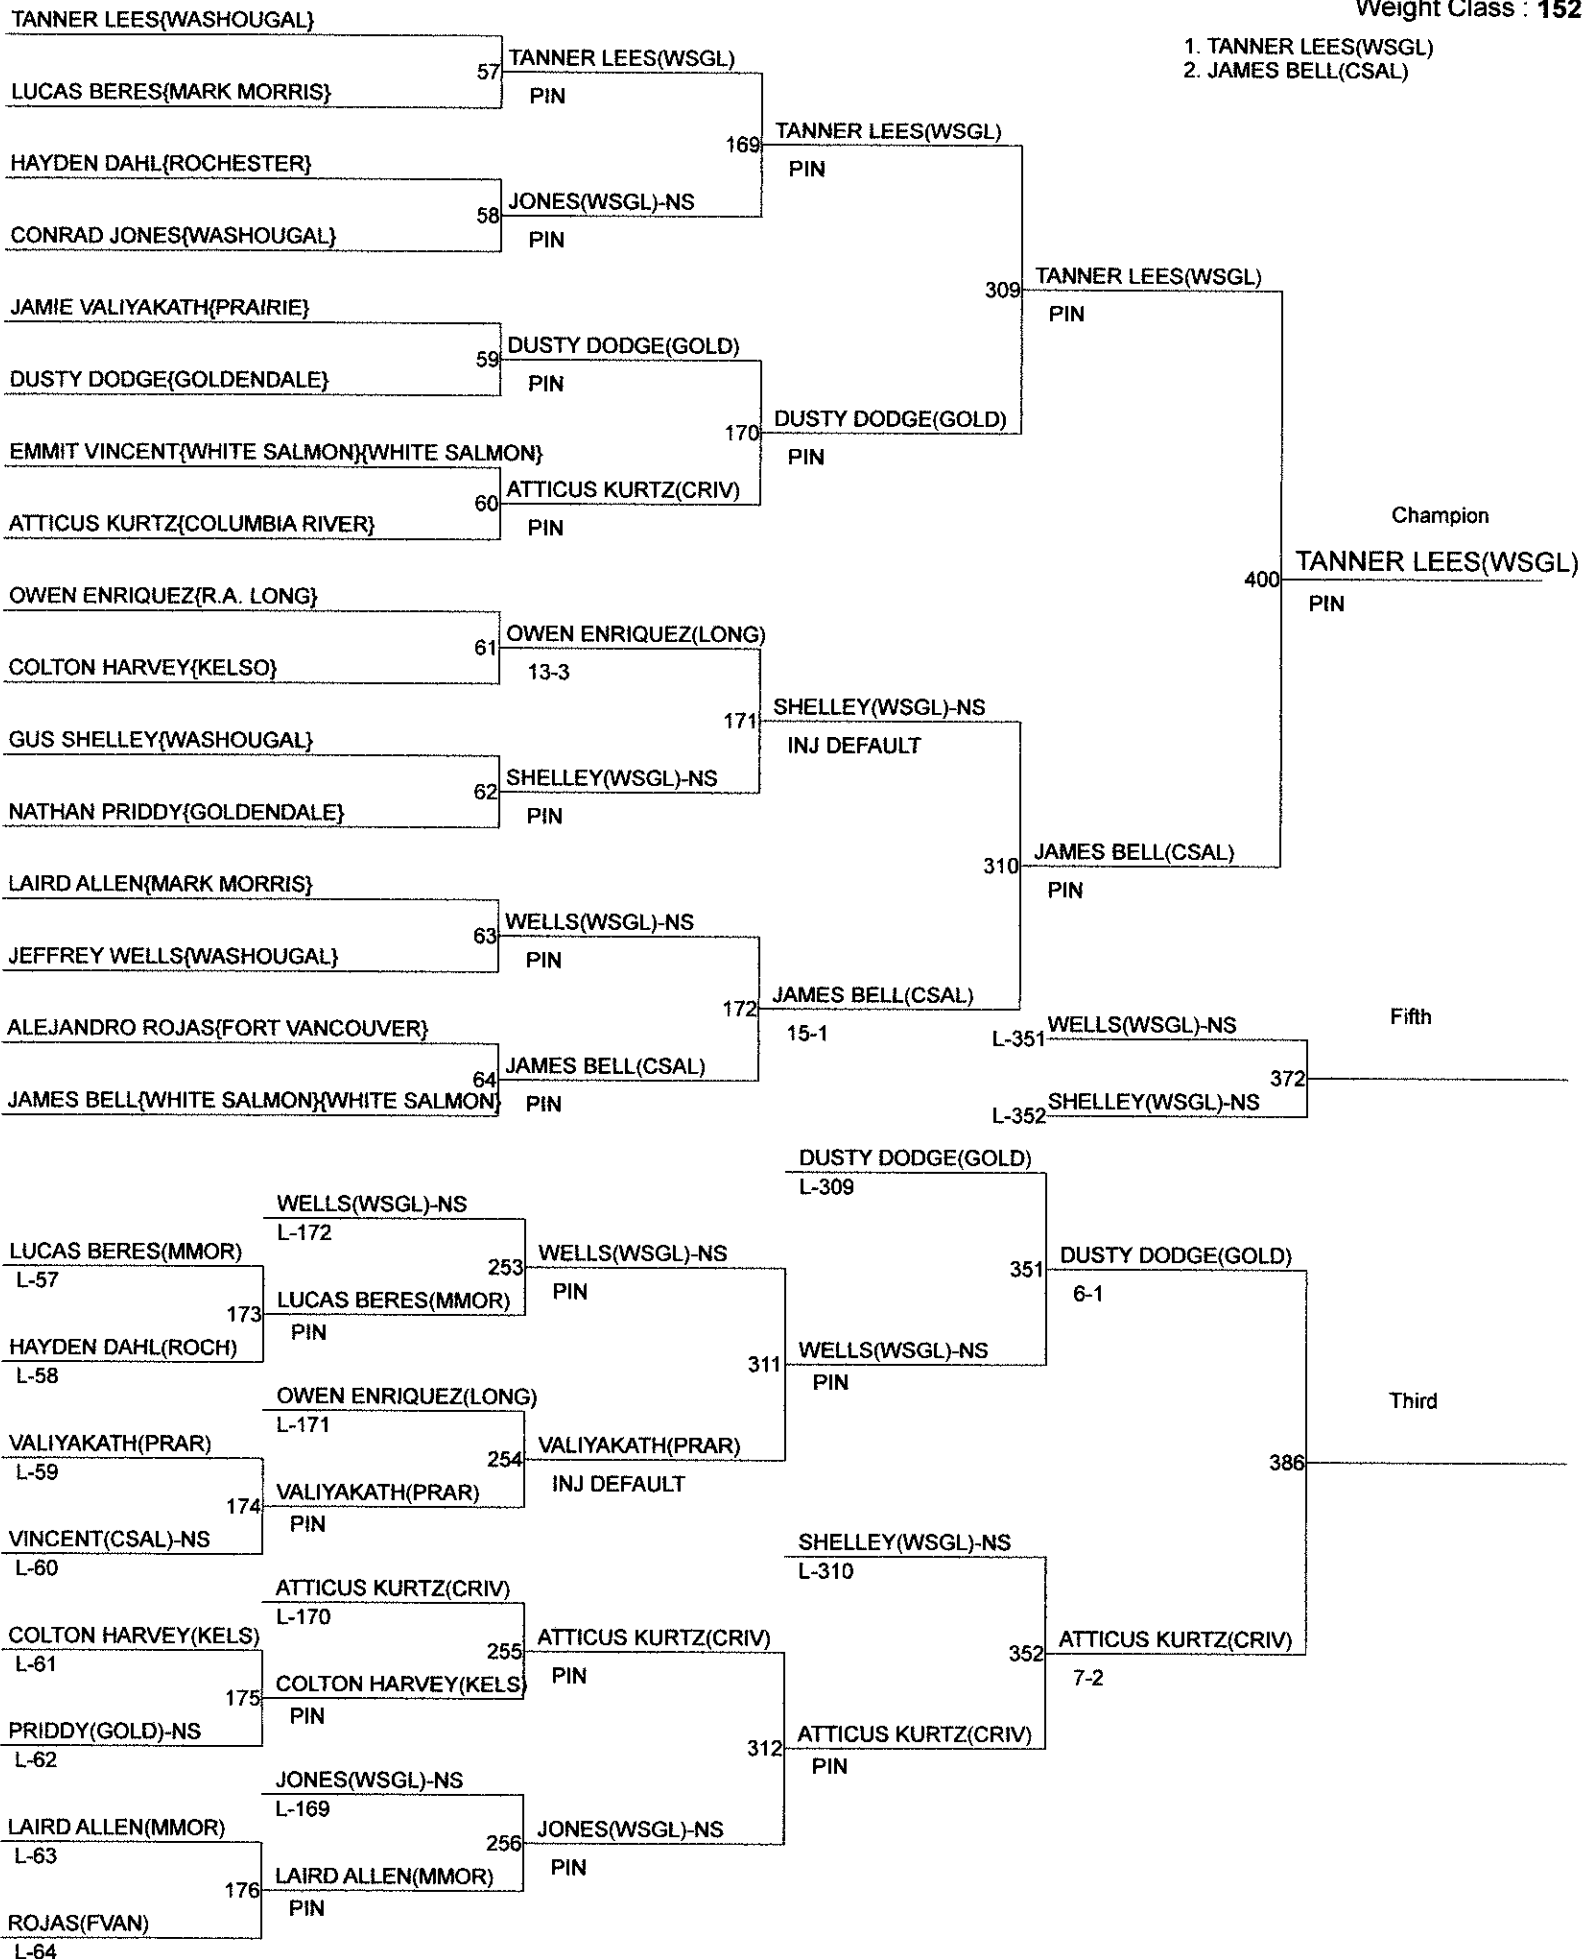 Weight Class : 152
1. TANNER LEES(WSGL)
2. JAMES BELL(CSAL)
TANNER LEES{WASHOUGAL}
57
TANNER LEES(WSGL)
PIN
LUCAS BERES{MARK MORRIS}
169
TANNER LEES(WSGL)
PIN
HAYDEN DAHL{ROCHESTER}
58
JONES(WSGL)-NS
PIN
CONRAD JONES{WASHOUGAL}
309
TANNER LEES(WSGL)
PIN
JAMIE VALIYAKATH{PRAIRIE}
59
DUSTY DODGE(GOLD)
PIN
DUSTY DODGE{GOLDENDALE}
170
DUSTY DODGE(GOLD)
PIN
EMMIT VINCENT{WHITE SALMON}{WHITE SALMON}
60
ATTICUS KURTZ(CRIV)
PIN
ATTICUS KURTZ{COLUMBIA RIVER}
Champion
400
TANNER LEES(WSGL)
PIN
OWEN ENRIQUEZ{R.A. LONG}
61
OWEN ENRIQUEZ(LONG)
13-3
COLTON HARVEY{KELSO}
171
SHELLEY(WSGL)-NS
INJ DEFAULT
GUS SHELLEY{WASHOUGAL}
62
SHELLEY(WSGL)-NS
PIN
NATHAN PRIDDY{GOLDENDALE}
310
JAMES BELL(CSAL)
PIN
LAIRD ALLEN{MARK MORRIS}
63
WELLS(WSGL)-NS
PIN
JEFFREY WELLS{WASHOUGAL}
172
JAMES BELL(CSAL)
15-1
ALEJANDRO ROJAS{FORT VANCOUVER}
64
JAMES BELL(CSAL)
PIN
JAMES BELL{WHITE SALMON}{WHITE SALMON}
Fifth
L-351
WELLS(WSGL)-NS
372
L-352
SHELLEY(WSGL)-NS
DUSTY DODGE(GOLD)
L-309
WELLS(WSGL)-NS
L-172
LUCAS BERES(MMOR)
L-57
253
WELLS(WSGL)-NS
PIN
351
DUSTY DODGE(GOLD)
6-1
173
LUCAS BERES(MMOR)
PIN
HAYDEN DAHL(ROCH)
L-58
311
WELLS(WSGL)-NS
PIN
OWEN ENRIQUEZ(LONG)
L-171
Third
VALIYAKATH(PRAR)
L-59
254
VALIYAKATH(PRAR)
INJ DEFAULT
386
174
VALIYAKATH(PRAR)
PIN
VINCENT(CSAL)-NS
L-60
SHELLEY(WSGL)-NS
L-310
ATTICUS KURTZ(CRIV)
L-170
COLTON HARVEY(KELS)
L-61
255
ATTICUS KURTZ(CRIV)
PIN
352
ATTICUS KURTZ(CRIV)
7-2
175
COLTON HARVEY(KELS)
PIN
PRIDDY(GOLD)-NS
L-62
312
ATTICUS KURTZ(CRIV)
PIN
JONES(WSGL)-NS
L-169
LAIRD ALLEN(MMOR)
L-63
256
JONES(WSGL)-NS
PIN
176
LAIRD ALLEN(MMOR)
PIN
ROJAS(FVAN)
L-64